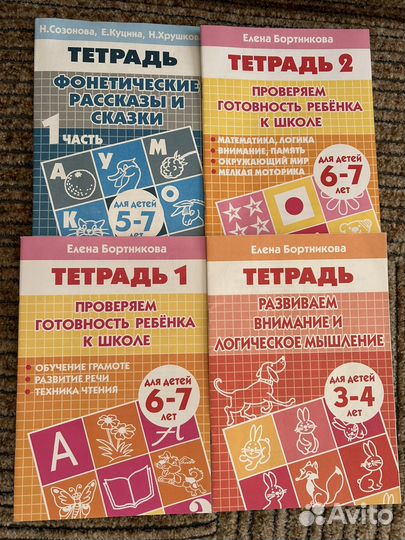 Н. Созонова, Е. Куцина, Н. Хрушкова
ТЕТРАДЬ
ФОНЕТИЧЕСКИЕ
РАССКАЗЫ И
СКАЗКИ
1 ЧАСТЬ
А
У
М
К
О
для детей
5-7
лет
Елена Бортникова
ТЕТРАДЬ 2
ПРОВЕРЯЕМ
ГОТОВНОСТЬ РЕБЁНКА
К ШКОЛЕ
• МАТЕМАТИКА, ЛОГИКА
• ВНИМАНИЕ, ПАМЯТЬ
• ОКРУЖАЮЩИЙ МИР
• МЕЛКАЯ МОТОРИКА
для детей
6-7
лет
Елена Бортникова
ТЕТРАДЬ 1
ПРОВЕРЯЕМ
ГОТОВНОСТЬ РЕБЁНКА
К ШКОЛЕ
• ОБУЧЕНИЕ ГРАМОТЕ
• РАЗВИТИЕ РЕЧИ
• ТЕХНИКА ЧТЕНИЯ
для детей
6-7
лет
А
А
Елена Бортникова
ТЕТРАДЬ
РАЗВИВАЕМ
ВНИМАНИЕ И
ЛОГИЧЕСКОЕ МЫШЛЕНИЕ
для детей
3-4
лет
Avito